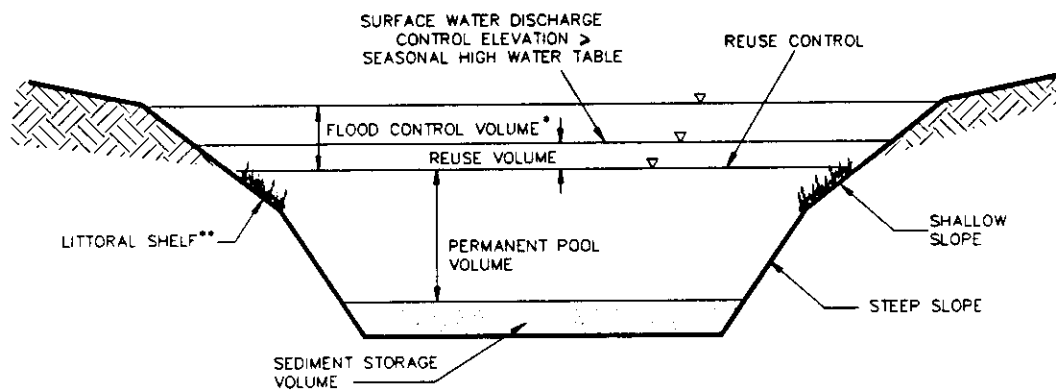 SURFACE WATER DISCHARGE
CONTROL ELEVATION >
SEASONAL HIGH WATER TABLE
REUSE CONTROL
FLOOD CONTROL VOLUME*
REUSE VOLUME
LITTORAL SHELF**
PERMANENT POOL
VOLUME
SHALLOW
SLOPE
STEEP SLOPE
SEDIMENT STORAGE
VOLUME